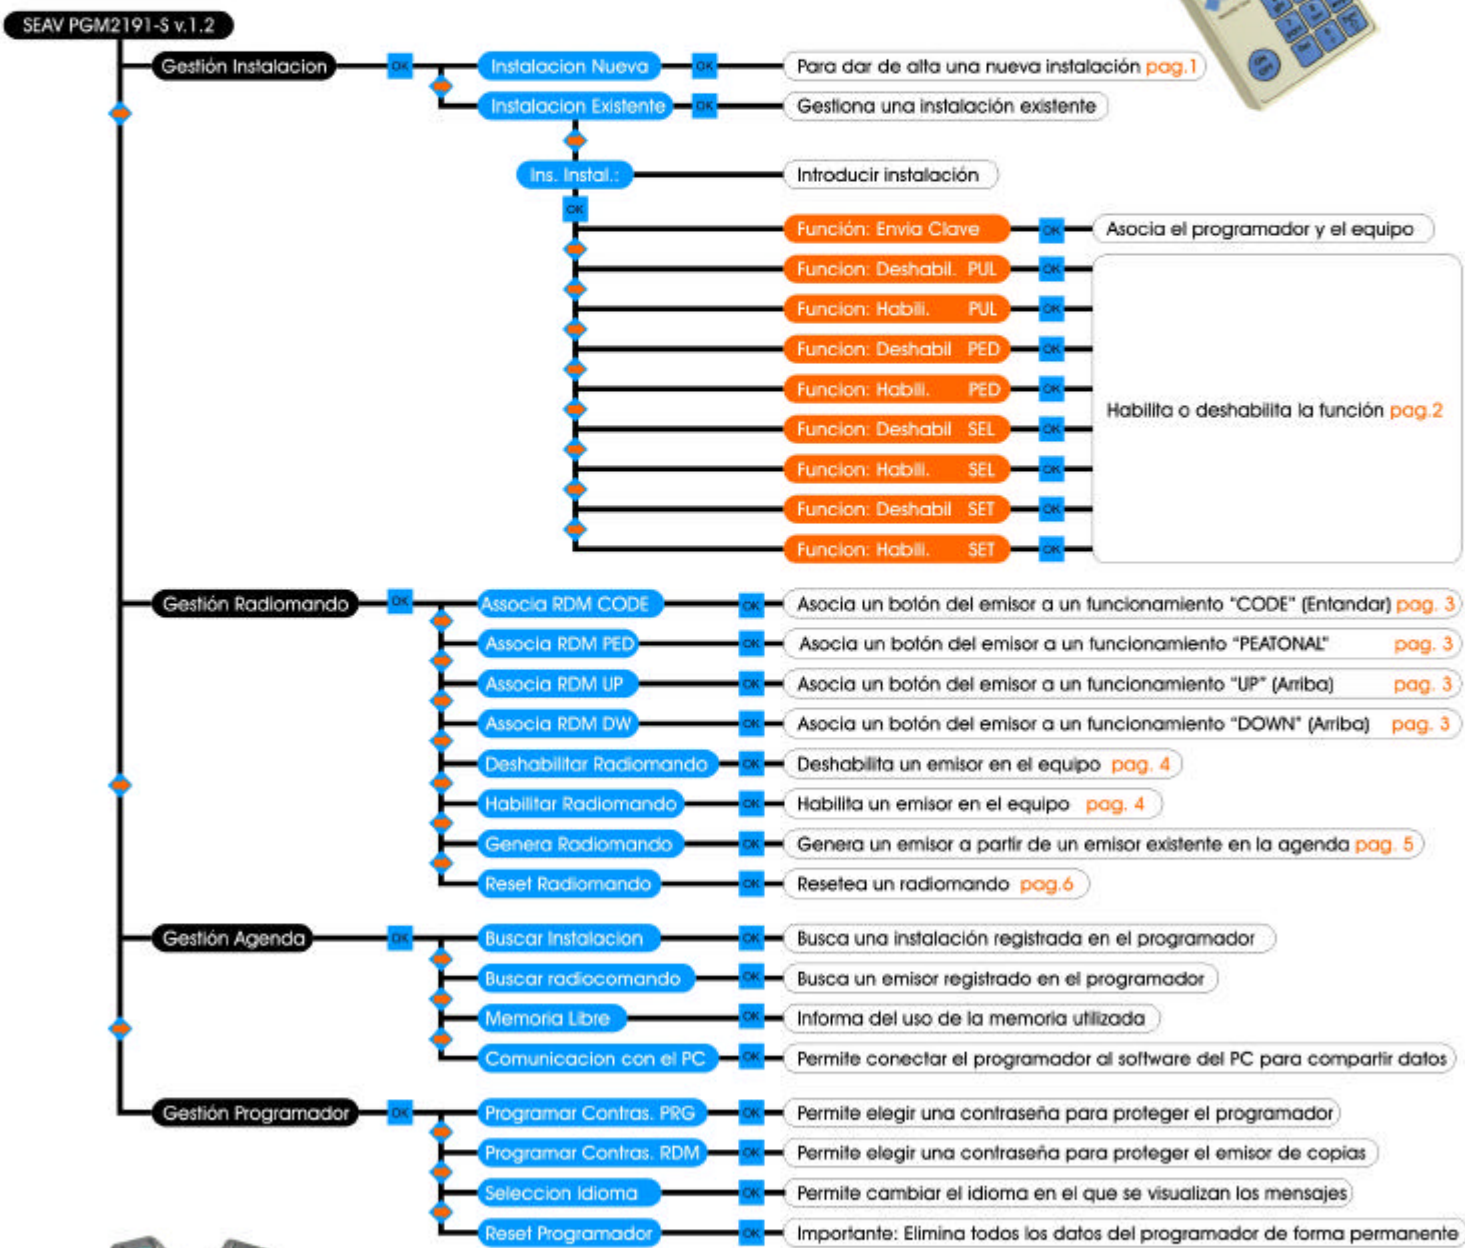 SEAV PGM2191-S v.1.2
Gestión Instalacion OK Instalacion Nueva OK Para dar de alta una nueva instalación pag.1
Instalacion Existente OK Gestiona una instalación existente
Ins. Instal.: Introducir instalación
OK
Función: Envia Clave OK Asocia el programador y el equipo
Funcion: Deshabil. PUL OK
Funcion: Habili. PUL OK
Funcion: Deshabil PED OK
Funcion: Habili. PED OK
Habilita o deshabilita la función pag.2
Funcion: Deshabil SEL OK
Funcion: Habili. SEL OK
Funcion: Deshabil SET OK
Funcion: Habili. SET OK
Gestión Radiomando OK Associa RDM CODE OK Asocia un botón del emisor a un funcionamiento "CODE" (Entandar) pag. 3
Associa RDM PED OK Asocia un botón del emisor a un funcionamiento "PEATONAL" pag. 3
Associa RDM UP OK Asocia un botón del emisor a un funcionamiento "UP" (Arriba) pag. 3
Associa RDM DW OK Asocia un botón del emisor a un funcionamiento "DOWN" (Arriba) pag. 3
Deshabilitar Radiomando OK Deshabilita un emisor en el equipo pag. 4
Habilitar Radiomando OK Habilita un emisor en el equipo pag. 4
Genera Radiomando OK Genera un emisor a partir de un emisor existente en la agenda pag. 5
Reset Radiomando OK Resetea un radiomando pag.6
Gestión Agenda OK Buscar Instalacion OK Busca una instalación registrada en el programador
Buscar radiocomando OK Busca un emisor registrado en el programador
Memoria Libre OK Informa del uso de la memoria utilizada
Comunicacion con el PC OK Permite conectar el programador al software del PC para compartir datos
Gestión Programador OK Programar Contras. PRG OK Permite elegir una contraseña para proteger el programador
Programar Contras. RDM OK Permite elegir una contraseña para proteger el emisor de copias
Seleccion Idioma OK Permite cambiar el idioma en el que se visualizan los mensajes
Reset Programador OK Importante: Elimina todos los datos del programador de forma permanente